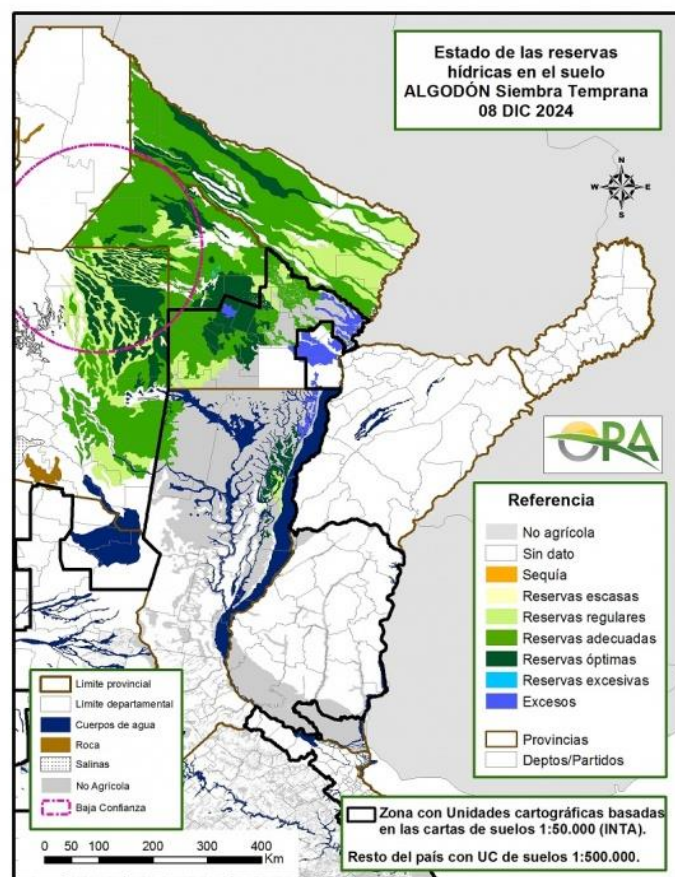 Estado de las reservas
hídricas en el suelo
ALGODÓN Siembra Temprana
08 DIC 2024
N
W
E
S
OPA
Referencia
No agrícola
Sin dato
Sequía
Reservas escasas
Reservas regulares
Reservas adecuadas
Reservas óptimas
Reservas excesivas
Excesos
Provincias
Deptos/Partidos
Límite provincial
Límite departamental
Cuerpos de agua
Roca
Salinas
No Agrícola
Baja Confianza
Zona con Unidades cartográficas basadas
en las cartas de suelos 1:50.000 (INTA).
Resto del país con UC de suelos 1:500.000.
0 50 100 200 300 400
Km